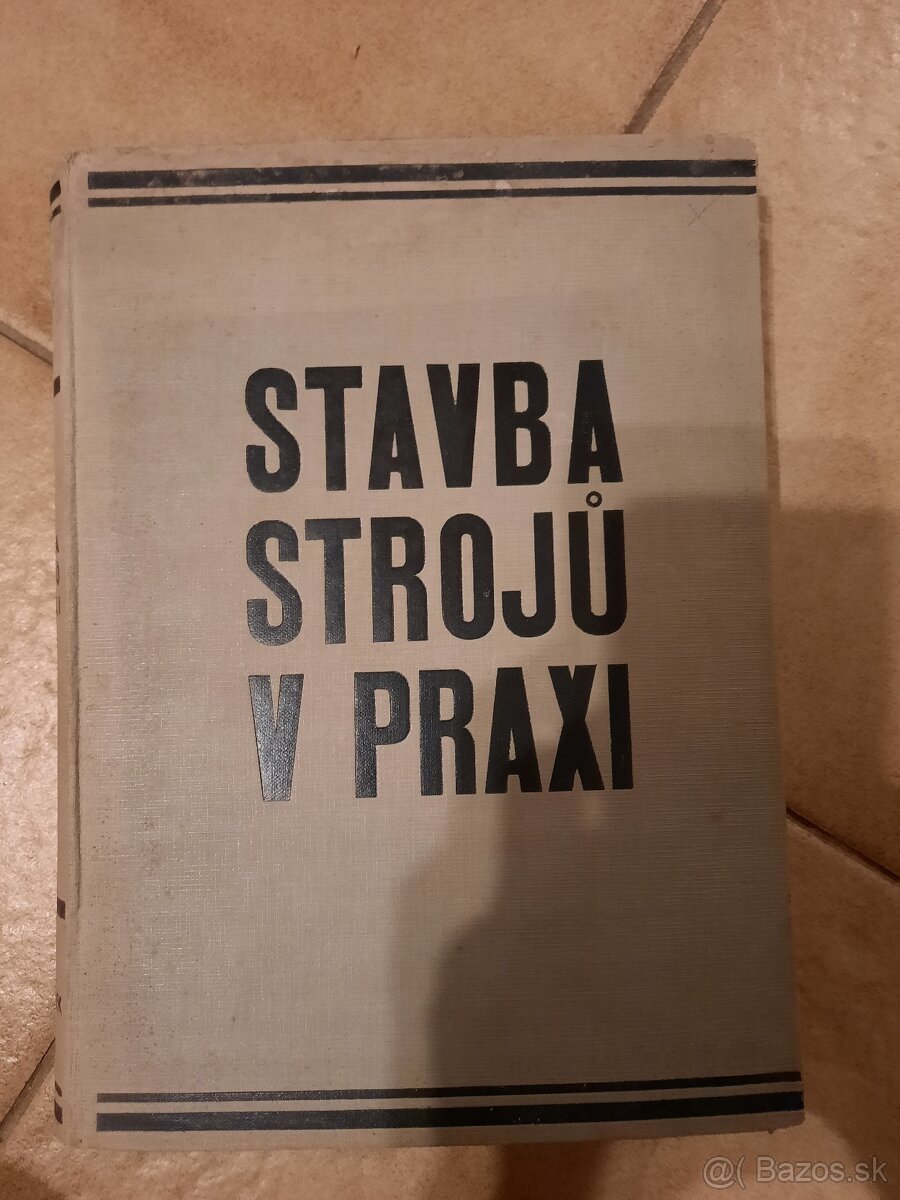 STAVBA
STROJŮ
V PRAXI
@( Bazos.sk